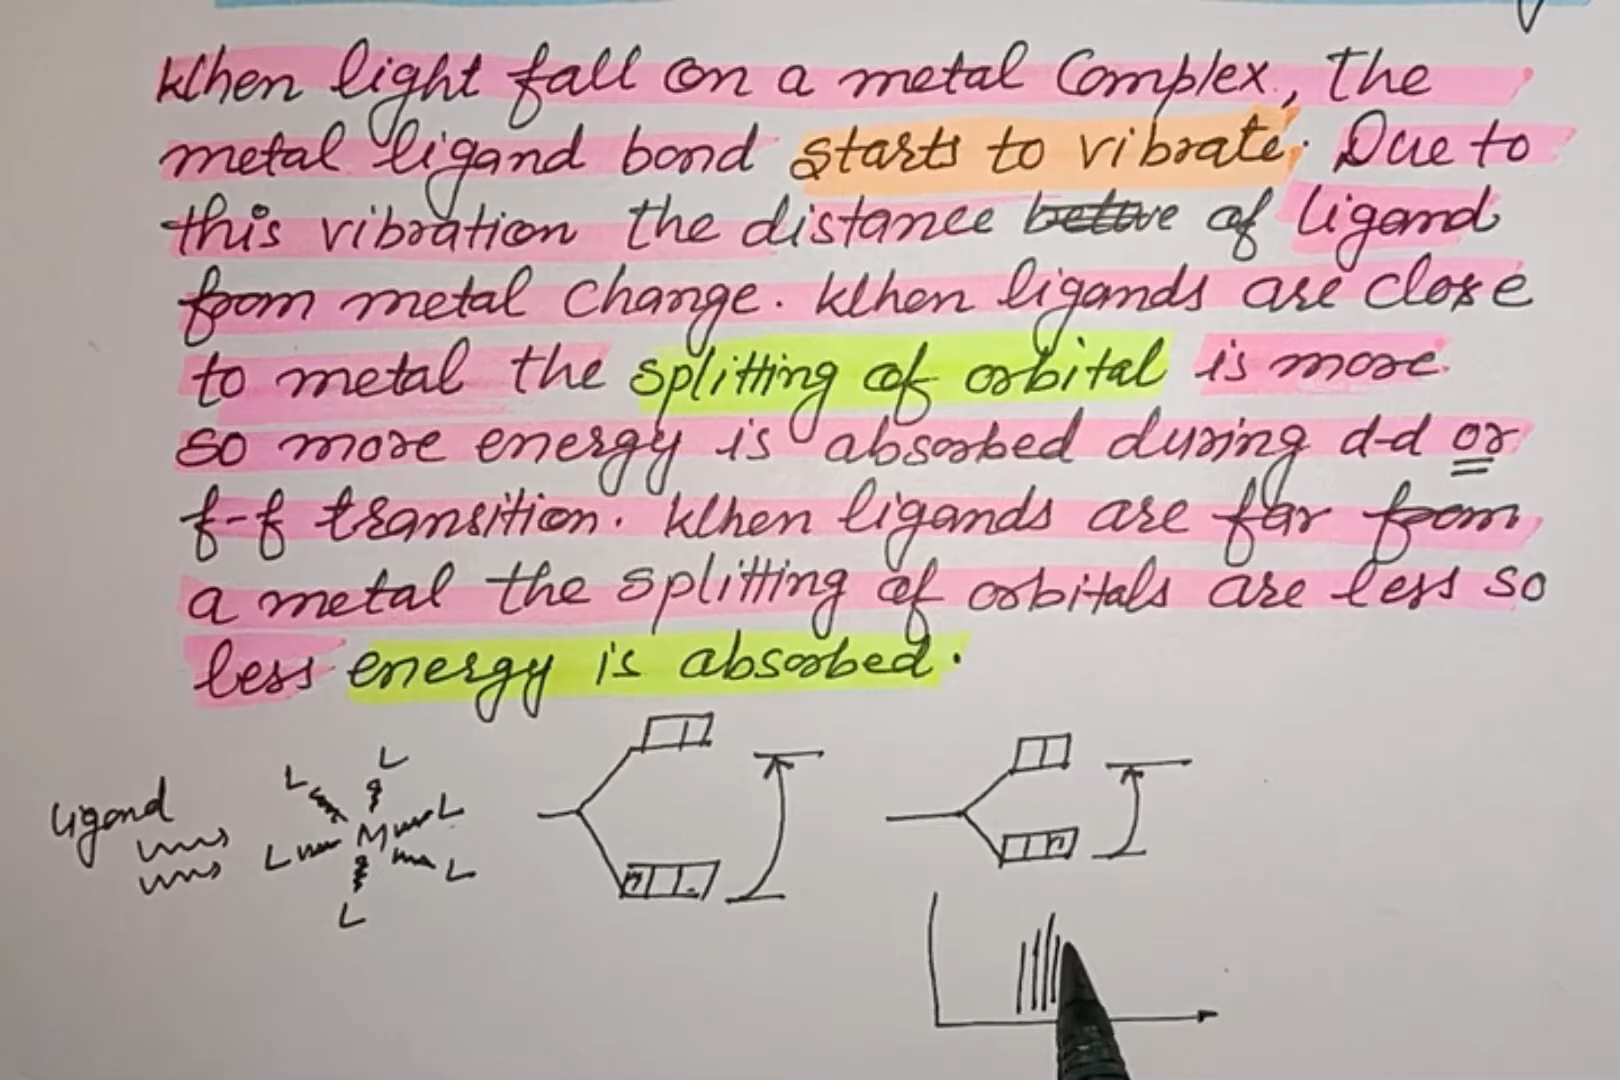 When light fall on a metal Complex, the
metal ligand bond starts to vibrate. Due to
this vibration the distance betwe of ligand
from metal change. When ligands are close
to metal the splitting of orbital is more.
so more energy is absorbed during d-d or
f-f transition. When ligands are far from
a metal the splitting of orbitals are less so
less energy is absorbed.
ligand
L
L
L
L M L
L